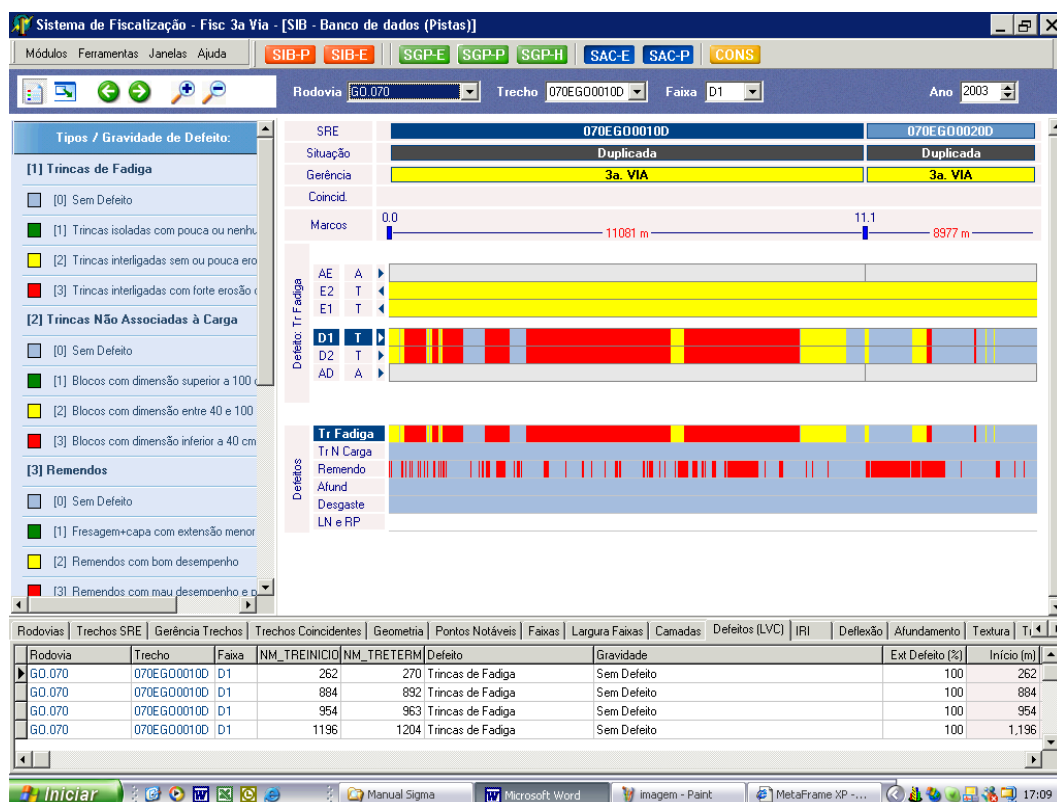 Sistema de Fiscalização - Fisc 3a Via - [SIB - Banco de dados (Pistas)]
Módulos Ferramentas Janelas Ajuda SIB-P SIB-E SGP-E SGP-P SGP-H SAC-E SAC-P CONS
Rodovia GO.070 Trecho 070EGO0010D Faixa D1 Ano 2003
Tipos / Gravidade de Defeito:
[1] Trincas de Fadiga
[0] Sem Defeito
[1] Trincas isoladas com pouca ou nenhu
[2] Trincas interligadas sem ou pouca ero
[3] Trincas interligadas com forte erosão
[2] Trincas Não Associadas à Carga
[0] Sem Defeito
[1] Blocos com dimensão superior a 100
[2] Blocos com dimensão entre 40 e 100
[3] Blocos com dimensão inferior a 40 cm
[3] Remendos
[0] Sem Defeito
[1] Fresagem+capa com extensão menor
[2] Remendos com bom desempenho
[3] Remendos com mau desempenho e p
SRE 070EGO0010D 070EGO0020D
Situação Duplicada Duplicada
Gerência 3a. VIA 3a. VIA
Coincid.
Marcos 0.0 11081 m 11.1 8977 m
Defeito: Tr Fadiga
AE A
E2 T
E1 T
D1 T
D2 T
AD A
Defeitos
Tr Fadiga
Tr N Carga
Remendo
Afund
Desgaste
LN e RP
Rodovias Trechos SRE Gerência Trechos Trechos Coincidentes Geometria Pontos Notáveis Faixas Largura Faixas Camadas Defeitos (LVC) IRI Deflexão Afundamento Textura
Rodovia Trecho Faixa NM_TREINICIO NM_TRETERM Defeito Gravidade Ext Defeito (%) Início (m)
GO.070 070EGO0010D D1 262 270 Trincas de Fadiga Sem Defeito 100 262
GO.070 070EGO0010D D1 884 892 Trincas de Fadiga Sem Defeito 100 884
GO.070 070EGO0010D D1 954 963 Trincas de Fadiga Sem Defeito 100 954
GO.070 070EGO0010D D1 1196 1204 Trincas de Fadiga Sem Defeito 100 1,196
Iniciar Manual Sigma Microsoft Word imagem - Paint MetaFrame XP -... 17:09